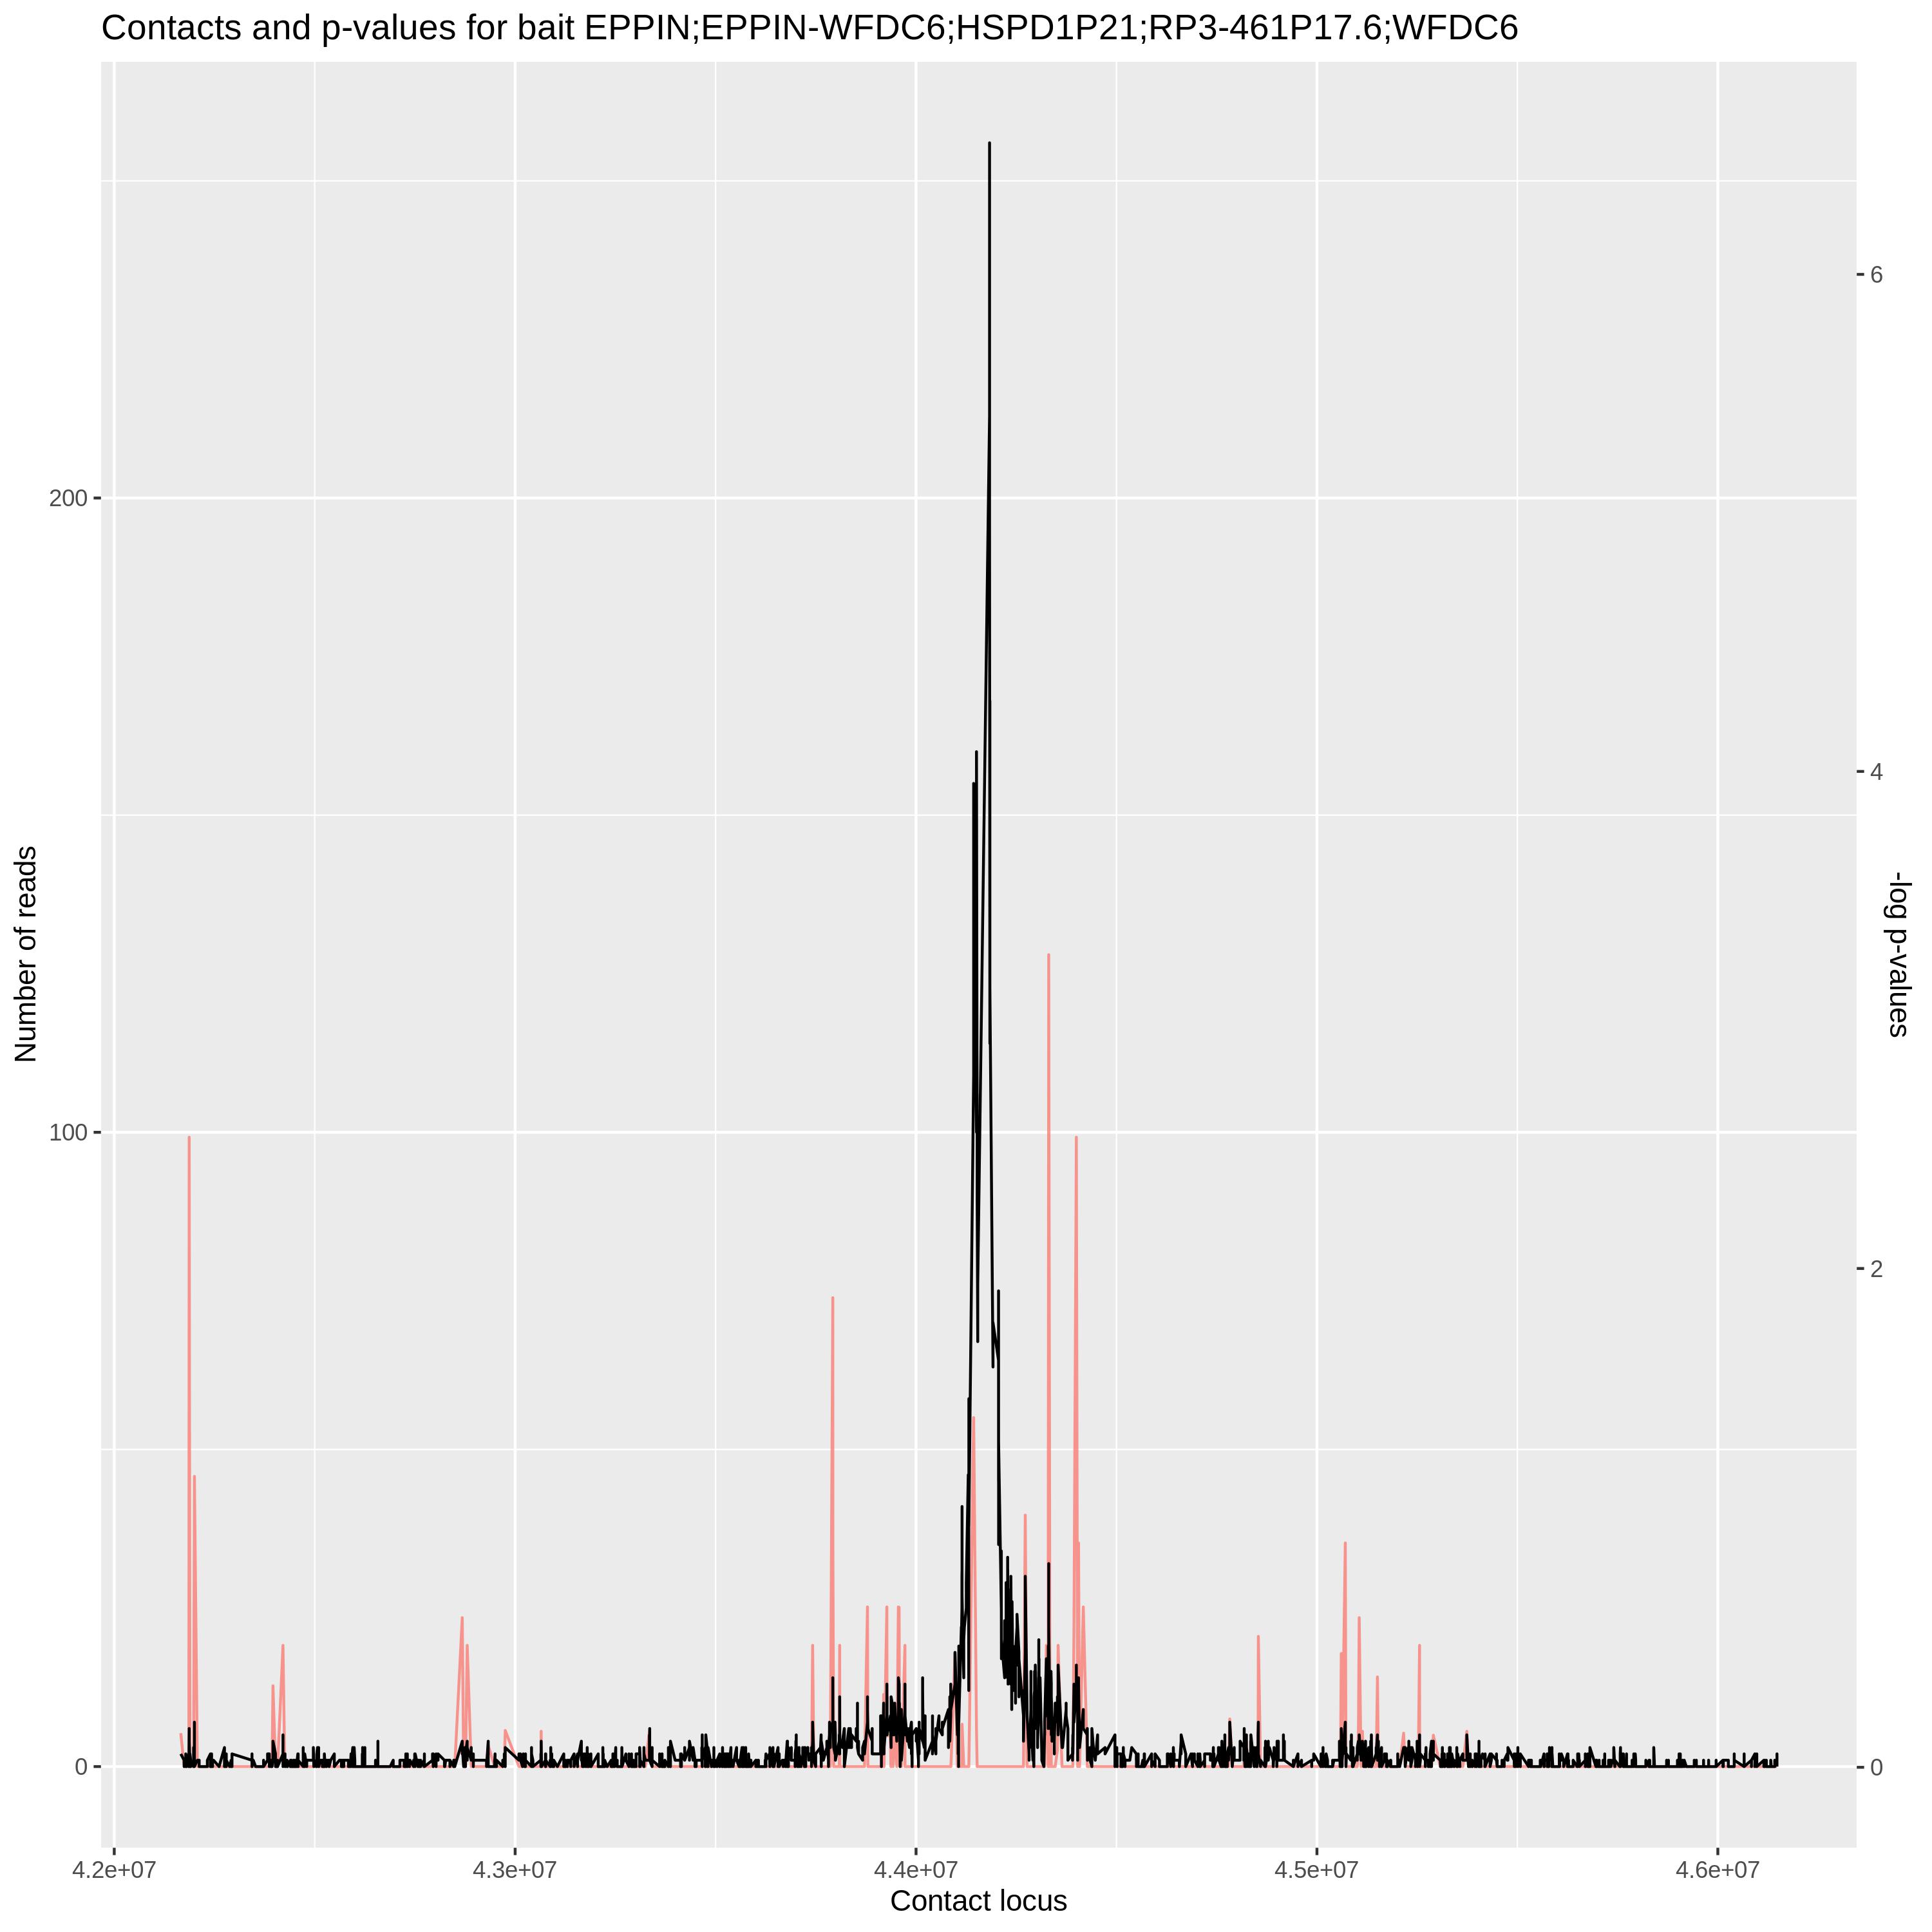 Contacts and p-values for bait EPPIN;EPPIN-WFDC6;HSPD1P21;RP3-461P17.6;WFDC6
Number of reads
200
100
0
6
4
2
0
-log p-values
4.2e+07
4.3e+07
4.4e+07
4.5e+07
4.6e+07
Contact locus